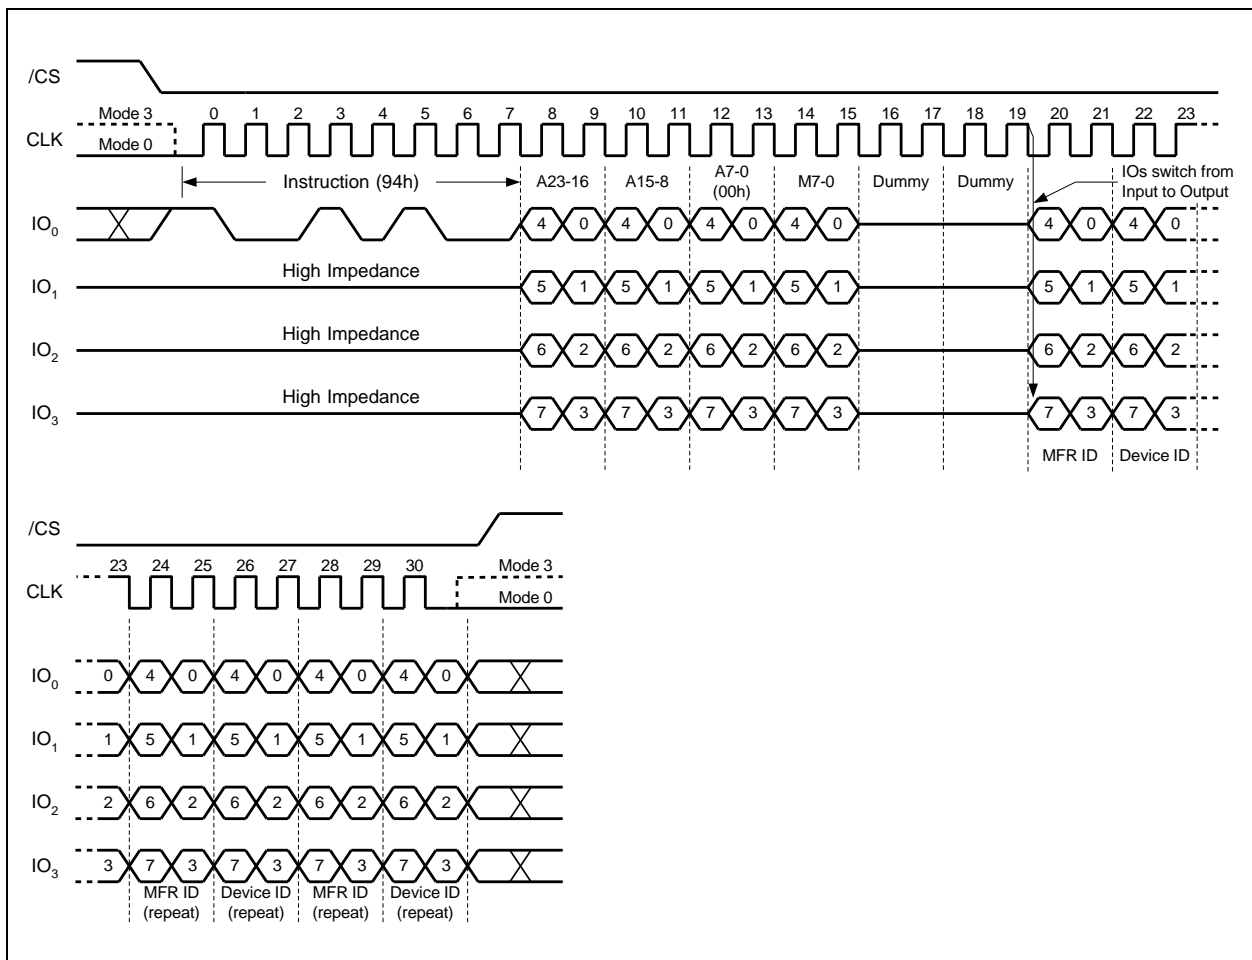 /CS
Mode 3 0 1 2 3 4 5 6 7 8 9 10 11 12 13 14 15 16 17 18 19 20 21 22 23
CLK Mode 0
Instruction (94h) A23-16 A15-8 A7-0 (00h) M7-0 Dummy Dummy IOs switch from Input to Output
IO0 4 0 4 0 4 0 4 0 4 0 4 0
High Impedance
IO1 5 1 5 1 5 1 5 1 5 1 5 1
High Impedance
IO2 6 2 6 2 6 2 6 2 6 2 6 2
High Impedance
IO3 7 3 7 3 7 3 7 3 7 3 7 3
MFR ID Device ID
/CS
23 24 25 26 27 28 29 30 Mode 3
CLK Mode 0
IO0 0 4 0 4 0 4 0 4 0
IO1 1 5 1 5 1 5 1 5 1
IO2 2 6 2 6 2 6 2 6 2
IO3 3 7 3 7 3 7 3 7 3
MFR ID Device ID MFR ID Device ID
(repeat) (repeat) (repeat) (repeat)